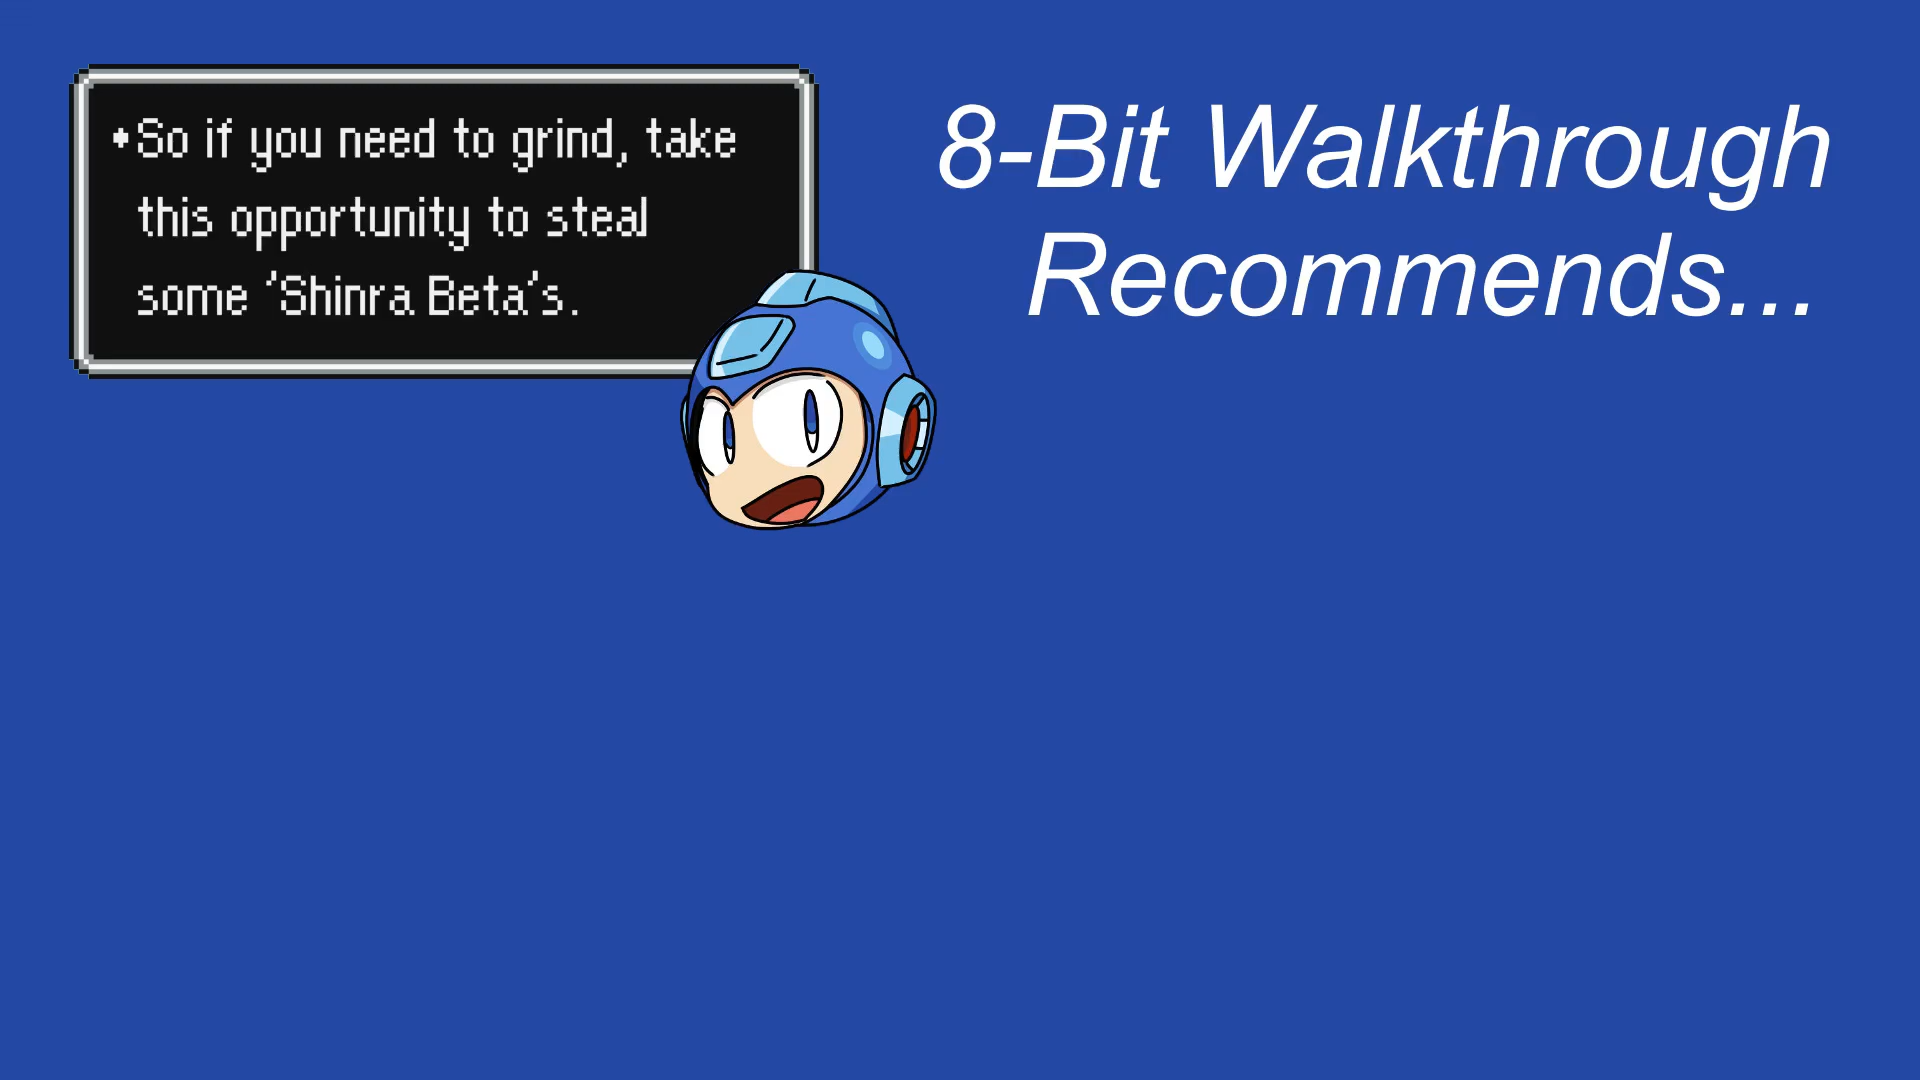 •So if you need to grind, take
this opportunity to steal
some 'Shinra Beta's.
8-Bit Walkthrough
Recommends...